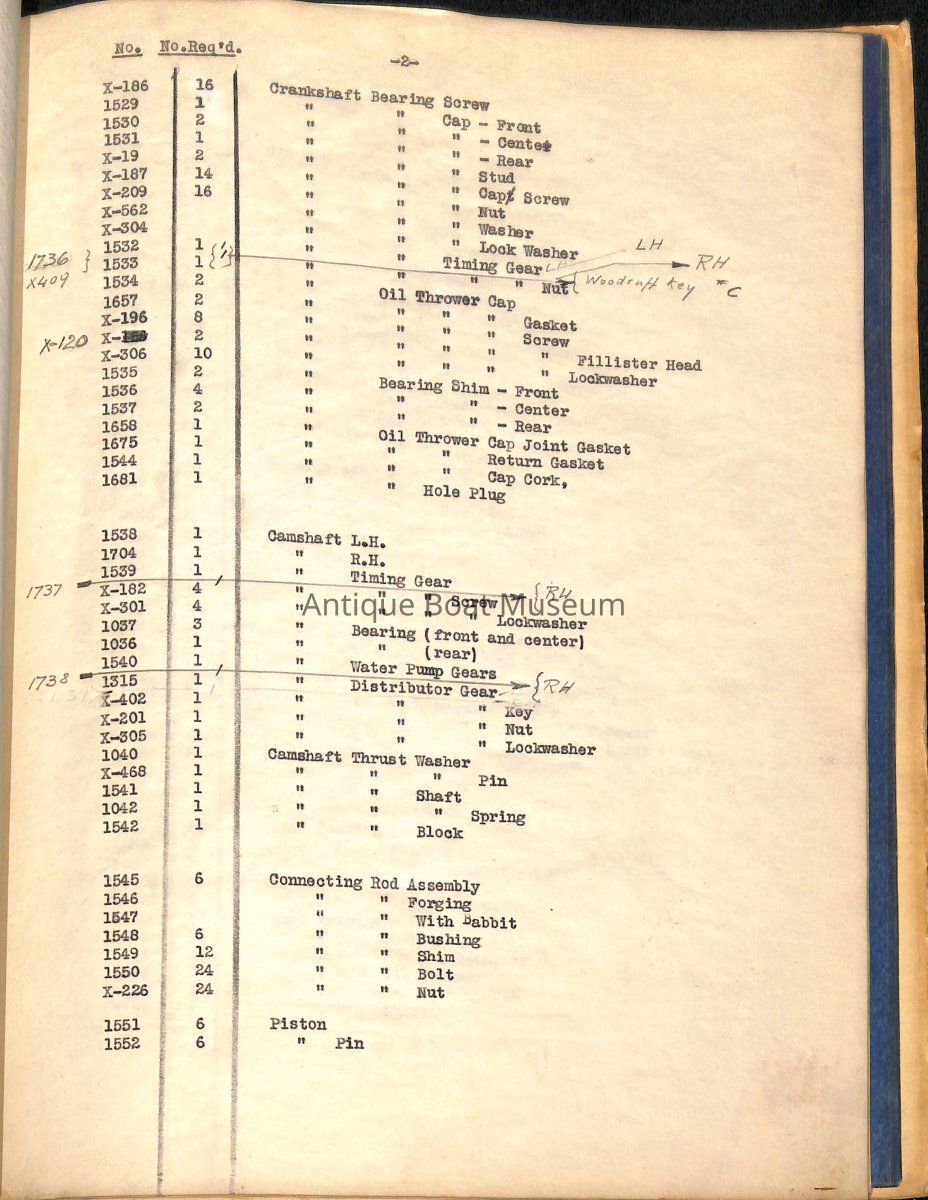 No. No.Req'd.
-2-
X-186 16 Crankshaft Bearing Screw
1529 1 " " Cap - Front
1530 2 " " " - Center
1531 1 " " " - Rear
X-19 2 " " " Stud
X-187 14 " " " Cap Screw
X-209 16 " " " Nut
X-562 " " " Washer
X-304 " " " Lock Washer
1532 1 " " Timing Gear LH
1736 } 1533 1 { 1 } " " " " Nut { Woodruff Key #C LH RH
X409 1534 2 " Oil Thrower Cap
1657 2 " " " " Gasket
X-196 8 " " " " Screw
X-120 X- 2 " " " " " Fillister Head
X-306 10 " " " " " Lockwasher
1535 2 " Bearing Shim - Front
1536 4 " " " - Center
1537 2 " " " - Rear
1658 1 " Oil Thrower Cap Joint Gasket
1675 1 " " " Return Gasket
1544 1 " " " Cap Cork,
1681 1 " " Hole Plug
1538 1 Camshaft L.H.
1704 1 " R.H.
1539 1 " Timing Gear
1737 X-182 4 " " " Screw { RH
X-301 4 " " " Lockwasher
1037 3 " Bearing (front and center)
1036 1 " " (rear)
1540 1 " Water Pump Gears
1738 1315 1 " Distributor Gear { RH
X-402 1 " " " Key
X-201 1 " " " Nut
X-305 1 " " " Lockwasher
1040 1 Camshaft Thrust Washer
X-468 1 " " " Pin
1541 1 " " Shaft
1042 1 " " " Spring
1542 1 " " Block
1545 6 Connecting Rod Assembly
1546 " " Forging
1547 " " With Babbit
1548 6 " " Bushing
1549 12 " " Shim
1550 24 " " Bolt
X-226 24 " " Nut
1551 6 Piston
1552 6 " Pin
Antique Boat Museum